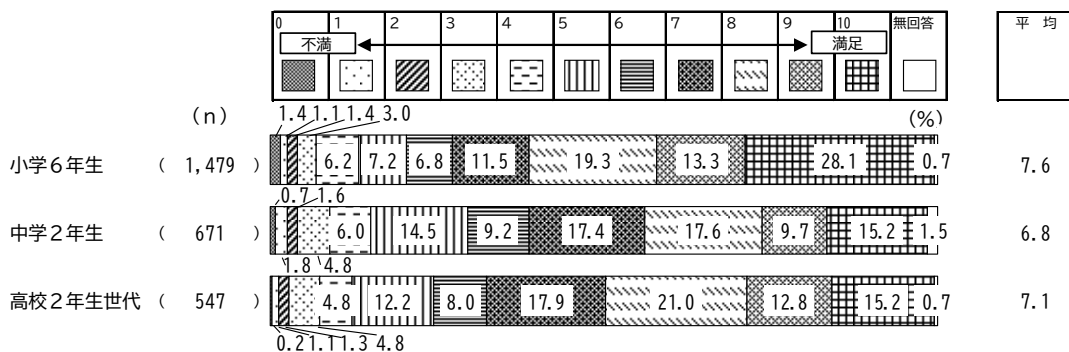 0 1 2 3 4 5 6 7 8 9 10 無回答 平 均
不満 満足
(n) (%)
1.4 1.1 1.4 3.0
小学6年生 ( 1,479 ) 6.2 7.2 6.8 11.5 19.3 13.3 28.1 0.7 7.6
0.7 1.6
中学2年生 ( 671 ) 6.0 14.5 9.2 17.4 17.6 9.7 15.2 1.5 6.8
1.8 4.8
高校2年生世代 ( 547 ) 4.8 12.2 8.0 17.9 21.0 12.8 15.2 0.7 7.1
0.2 1.1 1.3 4.8